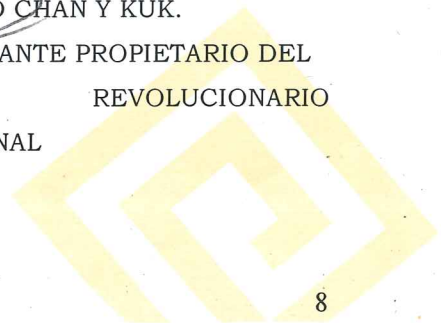 CHAN Y KUK.
ANTE PROPIETARIO DEL
REVOLUCIONARIO
NAL
8